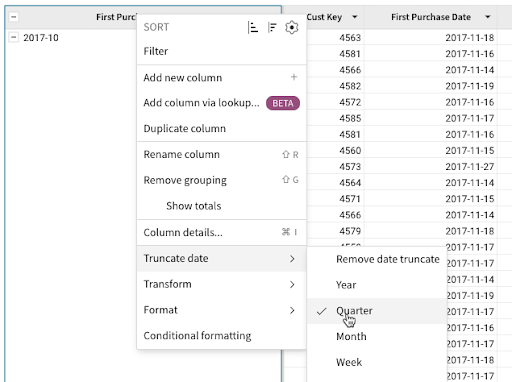 First Purc
Cust Key
First Purchase Date
2017-10
4563 2017-11-18
4581 2017-11-16
4566 2017-11-14
4582 2017-11-19
4572 2017-11-16
4585 2017-11-17
4581 2017-11-16
4560 2017-11-15
4573 2017-11-27
4564 2017-11-14
4571 2017-11-15
4566 2017-11-14
4579 2017-11-18
2017-11-17
2017-11-17
2017-11-14
2017-11-19
2017-11-17
2017-11-16
2017-11-17
2017-11-17
2017-11-18
2017-11-17
SORT
Filter
Add new column +
Add column via lookup... BETA
Duplicate column
Rename column ⇧ R
Remove grouping ⇧ G
Show totals
Column details... ⌘ I
Truncate date
Transform
Format
Conditional formatting
Remove date truncate
Year
Quarter
Month
Week